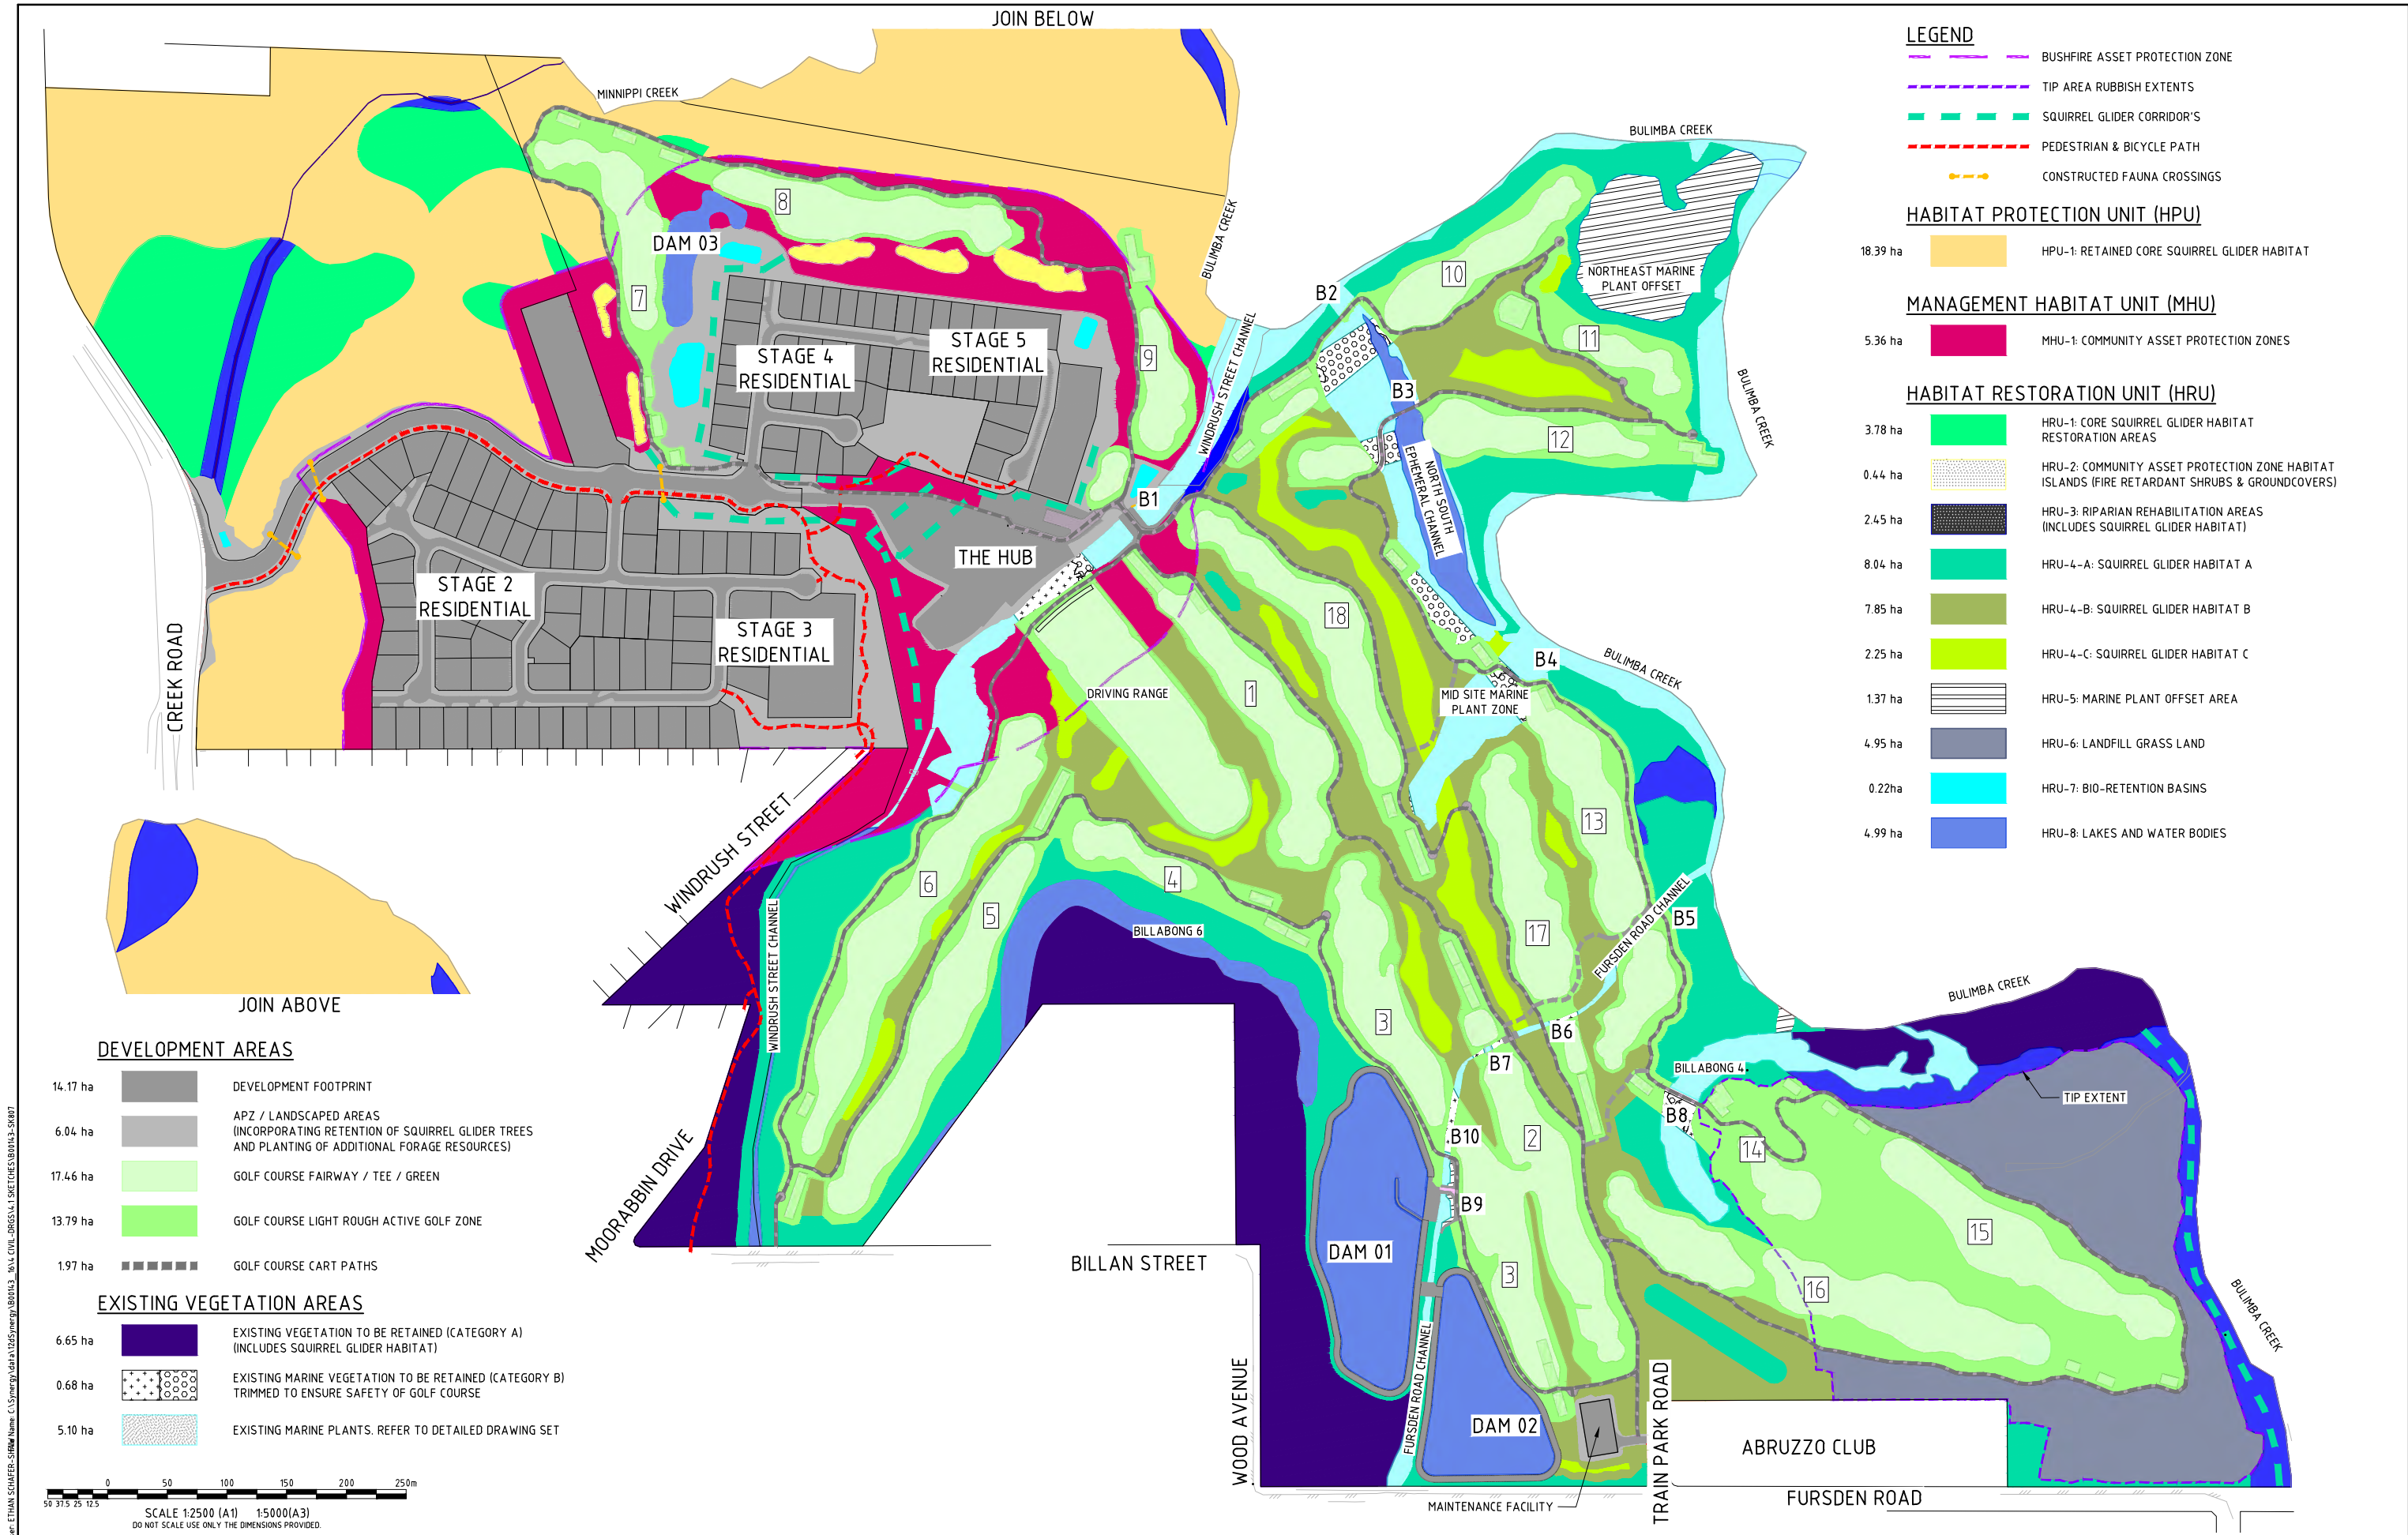 JOIN BELOW
MINNIPPI CREEK
BULIMBA CREEK
BULIMBA CREEK
8
DAM 03
7
STAGE 4
RESIDENTIAL
STAGE 5
RESIDENTIAL
9
WINDRUSH STREET CHANNEL
B1
B2
10
NORTHEAST MARINE
PLANT OFFSET
11
B3
12
BULIMBA CREEK
NORTH SOUTH
EPHEMERAL CHANNEL
THE HUB
STAGE 2
RESIDENTIAL
STAGE 3
RESIDENTIAL
CREEK ROAD
18
DRIVING RANGE
1
B4
MID SITE MARINE
PLANT ZONE
BULIMBA CREEK
WINDRUSH STREET
13
6
5
4
BILLABONG 6
WINDRUSH STREET CHANNEL
17
FURSDEN ROAD CHANNEL
B5
3
B6
B7
BULIMBA CREEK
BILLABONG 4
TIP EXTENT
B8
14
B10
2
B9
15
DAM 01
3
16
BULIMBA CREEK
MOORABBIN DRIVE
BILLAN STREET
WOOD AVENUE
FURSDEN ROAD CHANNEL
DAM 02
MAINTENANCE FACILITY
TRAIN PARK ROAD
ABRUZZO CLUB
FURSDEN ROAD
JOIN ABOVE
LEGEND
BUSHFIRE ASSET PROTECTION ZONE
TIP AREA RUBBISH EXTENTS
SQUIRREL GLIDER CORRIDOR'S
PEDESTRIAN & BICYCLE PATH
CONSTRUCTED FAUNA CROSSINGS
HABITAT PROTECTION UNIT (HPU)
18.39 ha HPU-1: RETAINED CORE SQUIRREL GLIDER HABITAT
MANAGEMENT HABITAT UNIT (MHU)
5.36 ha MHU-1: COMMUNITY ASSET PROTECTION ZONES
HABITAT RESTORATION UNIT (HRU)
3.78 ha HRU-1: CORE SQUIRREL GLIDER HABITAT
RESTORATION AREAS
0.44 ha HRU-2: COMMUNITY ASSET PROTECTION ZONE HABITAT
ISLANDS (FIRE RETARDANT SHRUBS & GROUNDCOVERS)
2.45 ha HRU-3: RIPARIAN REHABILITATION AREAS
(INCLUDES SQUIRREL GLIDER HABITAT)
8.04 ha HRU-4-A: SQUIRREL GLIDER HABITAT A
7.85 ha HRU-4-B: SQUIRREL GLIDER HABITAT B
2.25 ha HRU-4-C: SQUIRREL GLIDER HABITAT C
1.37 ha HRU-5: MARINE PLANT OFFSET AREA
4.95 ha HRU-6: LANDFILL GRASS LAND
0.22ha HRU-7: BIO-RETENTION BASINS
4.99 ha HRU-8: LAKES AND WATER BODIES
DEVELOPMENT AREAS
14.17 ha DEVELOPMENT FOOTPRINT
6.04 ha APZ / LANDSCAPED AREAS
(INCORPORATING RETENTION OF SQUIRREL GLIDER TREES
AND PLANTING OF ADDITIONAL FORAGE RESOURCES)
17.46 ha GOLF COURSE FAIRWAY / TEE / GREEN
13.79 ha GOLF COURSE LIGHT ROUGH ACTIVE GOLF ZONE
1.97 ha GOLF COURSE CART PATHS
EXISTING VEGETATION AREAS
6.65 ha EXISTING VEGETATION TO BE RETAINED (CATEGORY A)
(INCLUDES SQUIRREL GLIDER HABITAT)
0.68 ha EXISTING MARINE VEGETATION TO BE RETAINED (CATEGORY B)
TRIMMED TO ENSURE SAFETY OF GOLF COURSE
5.10 ha EXISTING MARINE PLANTS. REFER TO DETAILED DRAWING SET
0 50 100 150 200 250m
50 37.5 25 12.5
SCALE 1:2500 (A1) 1:5000(A3)
DO NOT SCALE USE ONLY THE DIMENSIONS PROVIDED.